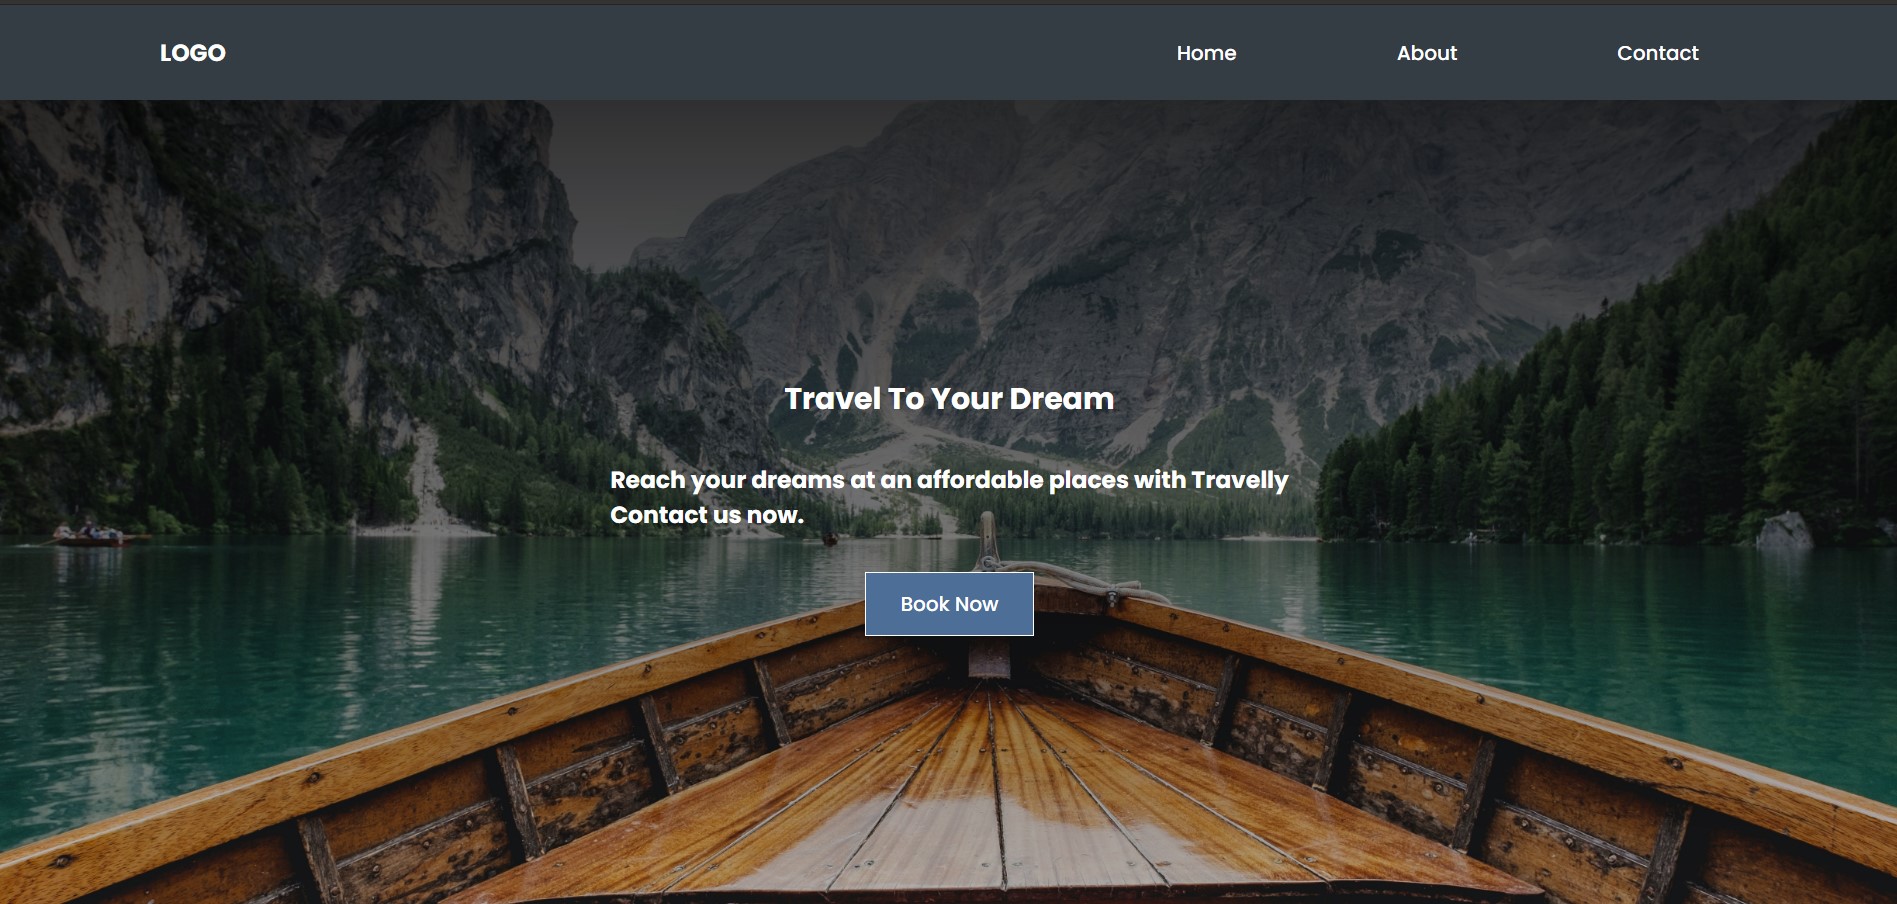 LOGO Home About Contact
Travel To Your Dream
Reach your dreams at an affordable places with Travelly
Contact us now.
Book Now